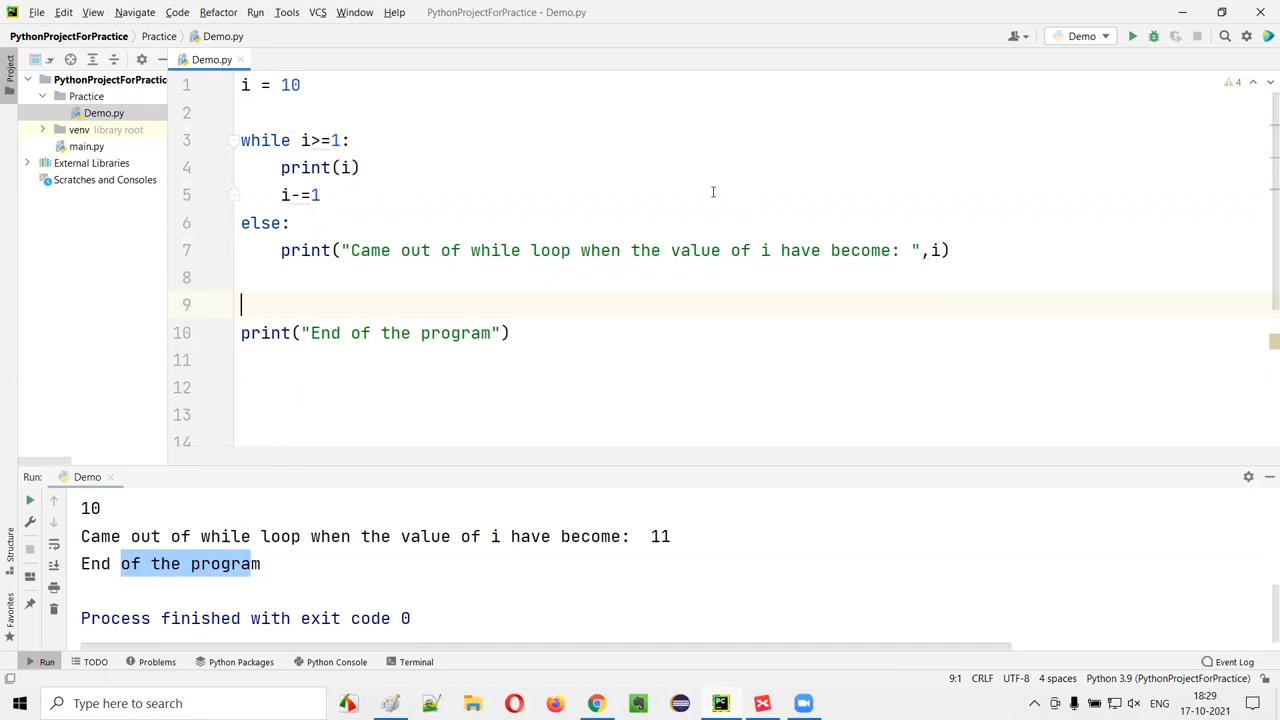 File Edit View Navigate Code Refactor Run Tools VCS Window Help PythonProjectForPractice - Demo.py
PythonProjectForPractice Practice Demo.py Demo
Project
Demo.py
PythonProjectForPractic
Practice
Demo.py
venv library root
main.py
External Libraries
Scratches and Consoles
1 i = 10
2
3 while i>=1:
4 print(i)
5 i-=1
6 else:
7 print("Came out of while loop when the value of i have become: ",i)
8
9
10 print("End of the program")
11
12
13
14
4
Run: Demo
10
Came out of while loop when the value of i have become: 11
End of the program
Process finished with exit code 0
Structure
Favorites
Run TODO Problems Python Packages Python Console Terminal Event Log
9:1 CRLF UTF-8 4 spaces Python 3.9 (PythonProjectForPractice)
Type here to search
PC
ENG
18:29
17-10-2021